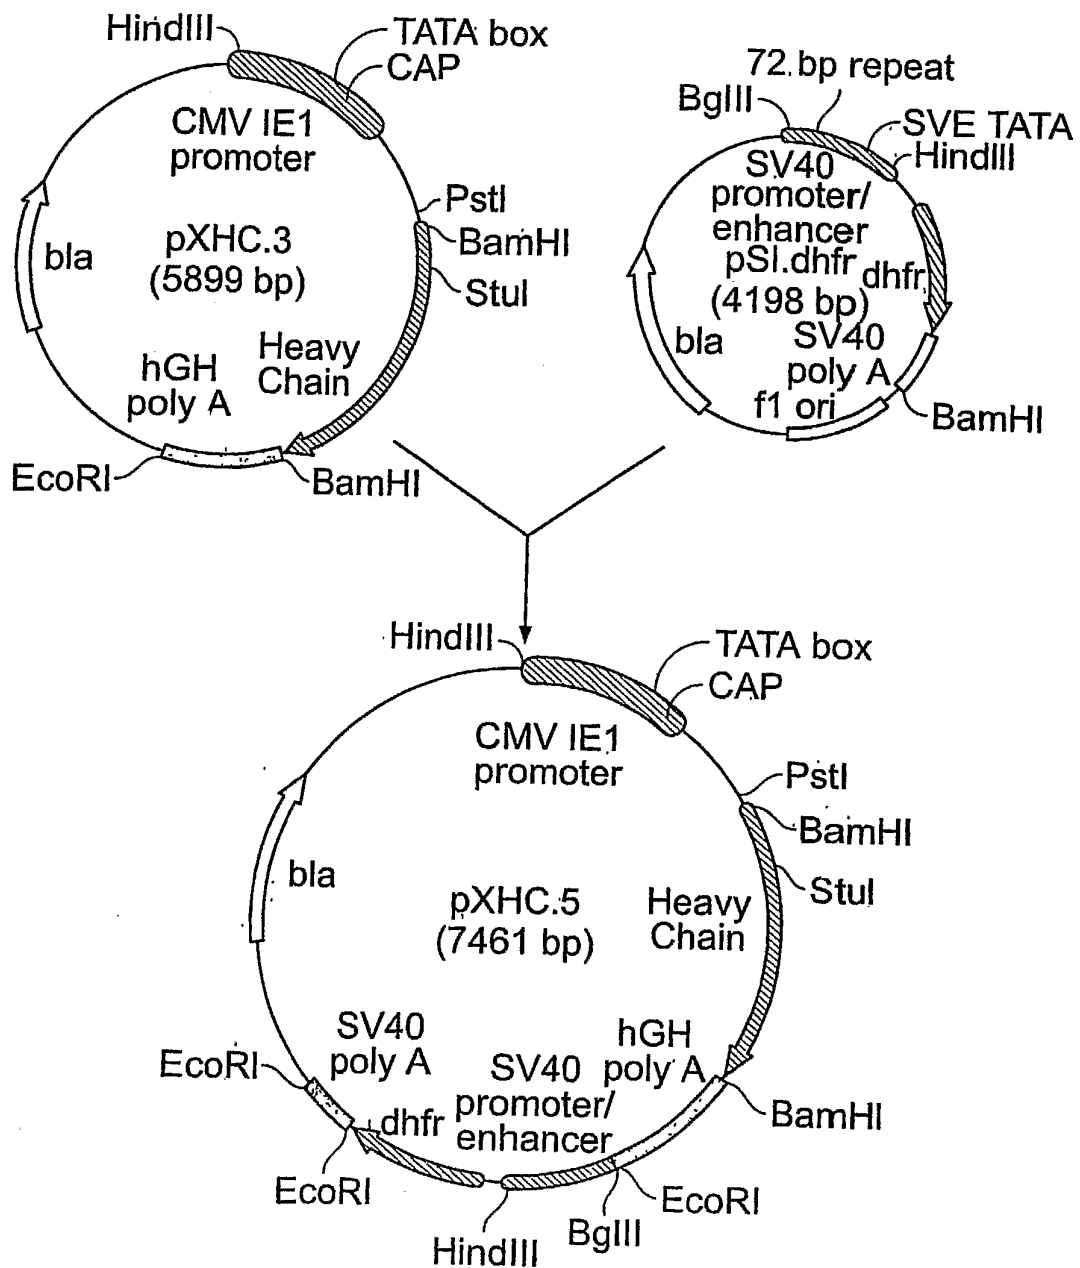 HindIII
TATA box
CAP
CMV IE1
promoter
PstI
BamHI
StuI
pXHC.3
(5899 bp)
bla
Heavy
Chain
hGH
poly A
EcoRI
BamHI
72 bp repeat
BglII
SVE TATA
HindIII
SV40
promoter/
enhancer
pSI.dhfr
(4198 bp)
dhfr
bla
SV40
poly A
f1 ori
BamHI
HindIII
TATA box
CAP
CMV IE1
promoter
PstI
BamHI
StuI
bla
pXHC.5
(7461 bp)
Heavy
Chain
SV40
poly A
hGH
poly A
EcoRI
SV40
promoter/
enhancer
dhfr
BamHI
EcoRI
EcoRI
BglII
HindIII